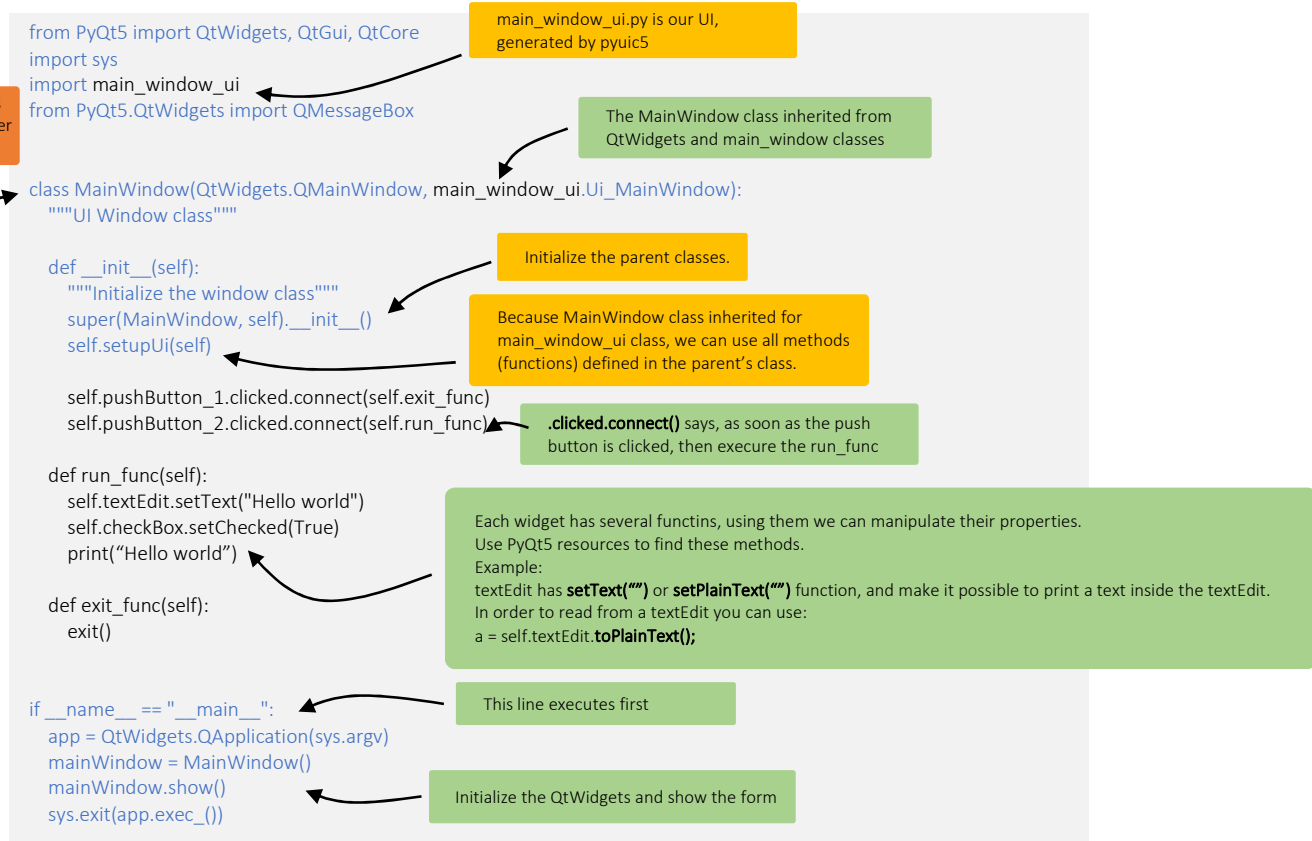 from PyQt5 import QtWidgets, QtGui, QtCore
import sys
import main_window_ui
from PyQt5.QtWidgets import QMessageBox
main_window_ui.py is our UI,
generated by pyuic5
The MainWindow class inherited from
QtWidgets and main_window classes
class MainWindow(QtWidgets.QMainWindow, main_window_ui.Ui_MainWindow):
"""UI Window class"""
def __init__(self):
"""Initialize the window class"""
super(MainWindow, self).__init__()
self.setupUi(self)
Initialize the parent classes.
Because MainWindow class inherited for
main_window_ui class, we can use all methods
(functions) defined in the parent’s class.
self.pushButton_1.clicked.connect(self.exit_func)
self.pushButton_2.clicked.connect(self.run_func)
.clicked.connect() says, as soon as the push
button is clicked, then execure the run_func
def run_func(self):
self.textEdit.setText("Hello world")
self.checkBox.setChecked(True)
print(“Hello world”)
Each widget has several functins, using them we can manipulate their properties.
Use PyQt5 resources to find these methods.
Example:
textEdit has setText(“”) or setPlainText(“”) function, and make it possible to print a text inside the textEdit.
In order to read from a textEdit you can use:
a = self.textEdit.toPlainText();
def exit_func(self):
exit()
if __name__ == "__main__":
app = QtWidgets.QApplication(sys.argv)
mainWindow = MainWindow()
mainWindow.show()
sys.exit(app.exec_())
This line executes first
Initialize the QtWidgets and show the form